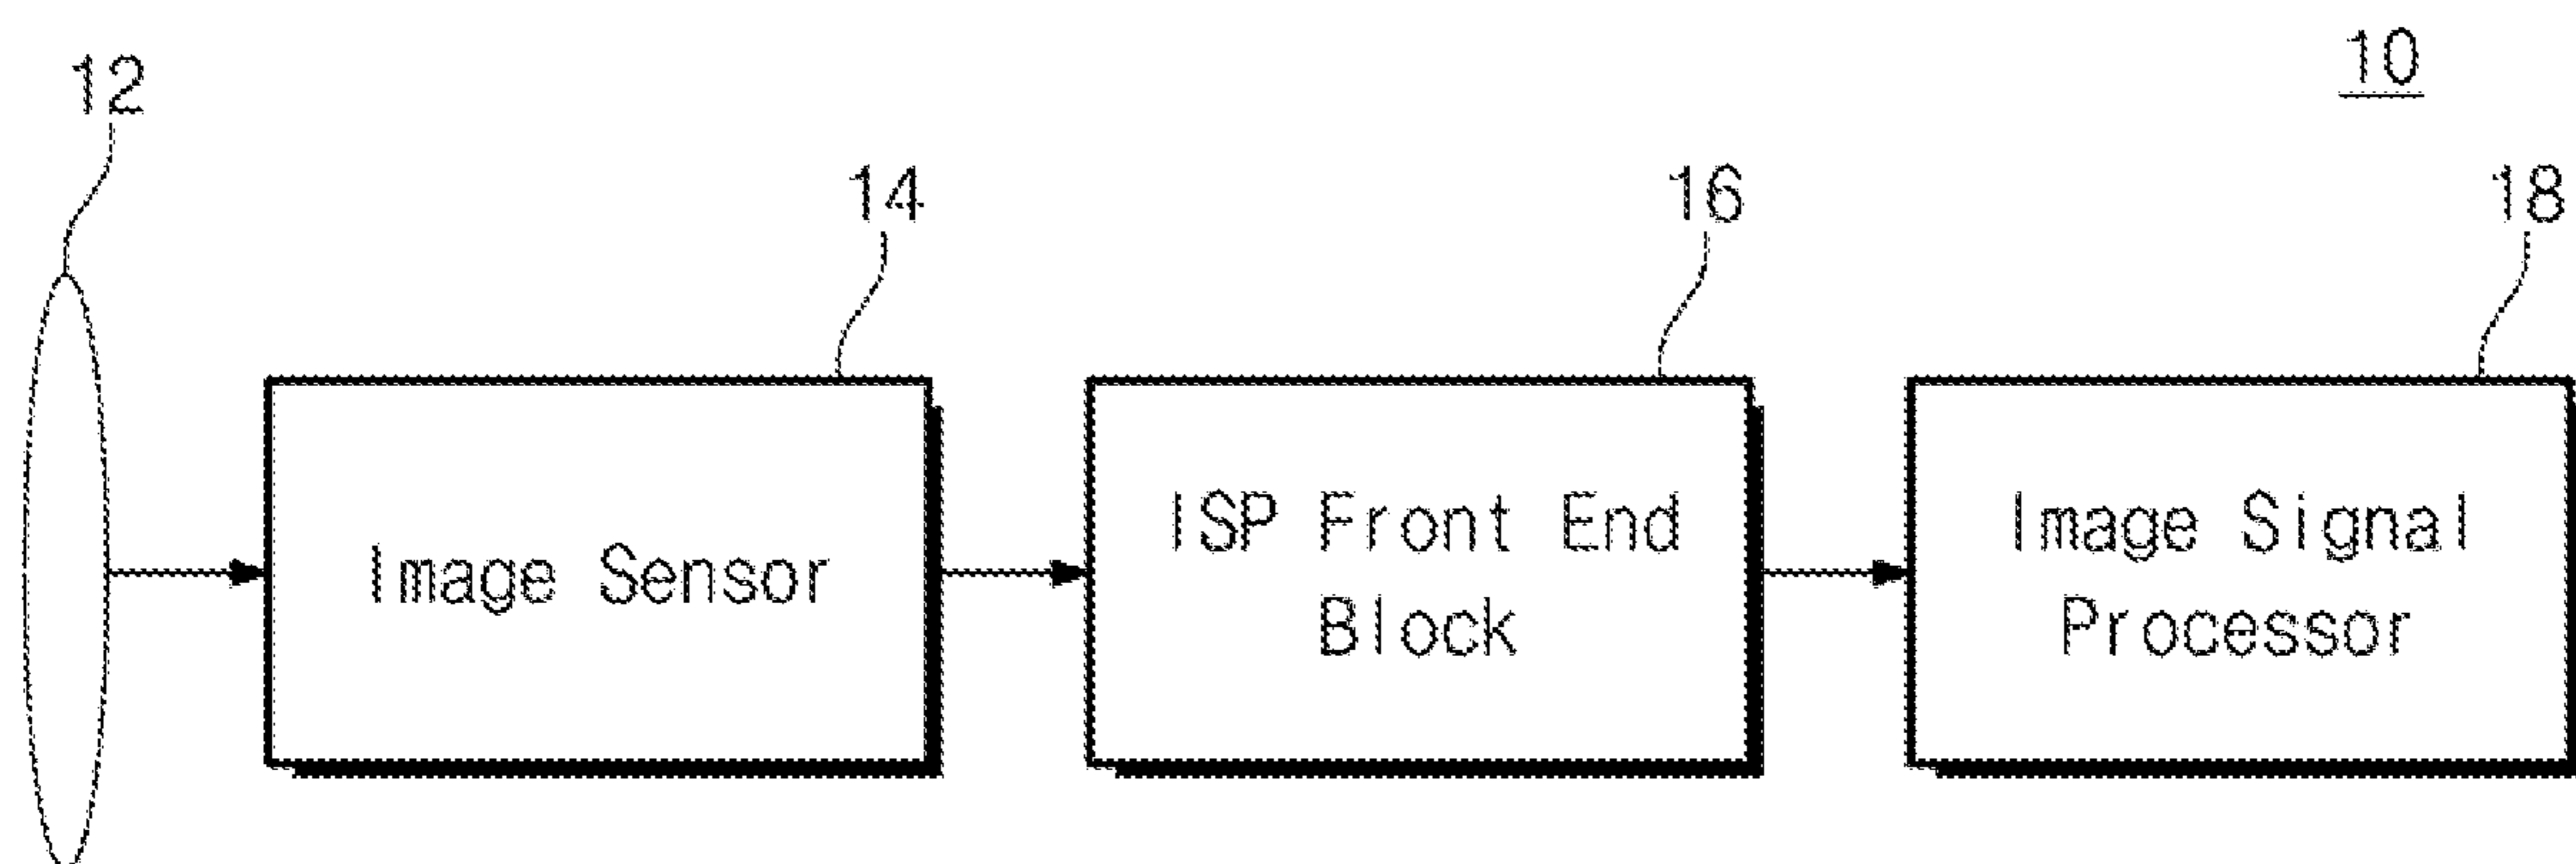 10
12
14
16
18
Image Sensor
ISP Front End
Block
Image Signal
Processor